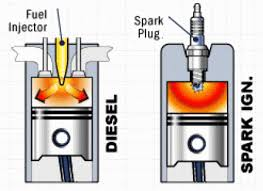 Fuel
Injector
DIESEL
Spark
Plug
SPARK IGN.